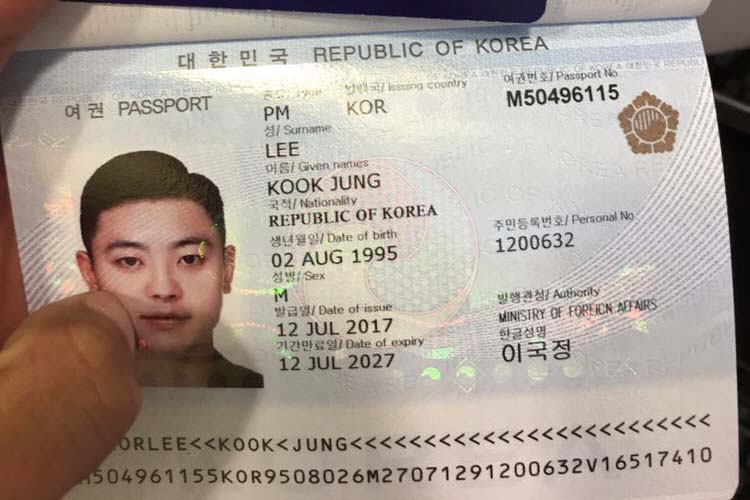 대한민국 REPUBLIC OF KOREA
여권 PASSPORT
발행국/ Issuing country
여권번호/ Passport No.
PM KOR M50496115
성/ Surname
LEE
이름/ Given names
KOOK JUNG
국적/ Nationality
REPUBLIC OF KOREA
생년월일/ Date of birth
주민등록번호/ Personal No
02 AUG 1995 1200632
성별/ Sex
M
발행관청/ Authority
MINISTRY OF FOREIGN AFFAIRS
발급일/ Date of issue
12 JUL 2017
한글성명
기간만료일/ Date of expiry
이국정
12 JUL 2027
ORLEE<<KOOK<JUNG<<<<<<<<<<<<<<<<<<<<<<<<<
M504961155KOR9508026M27071291200632V16517410